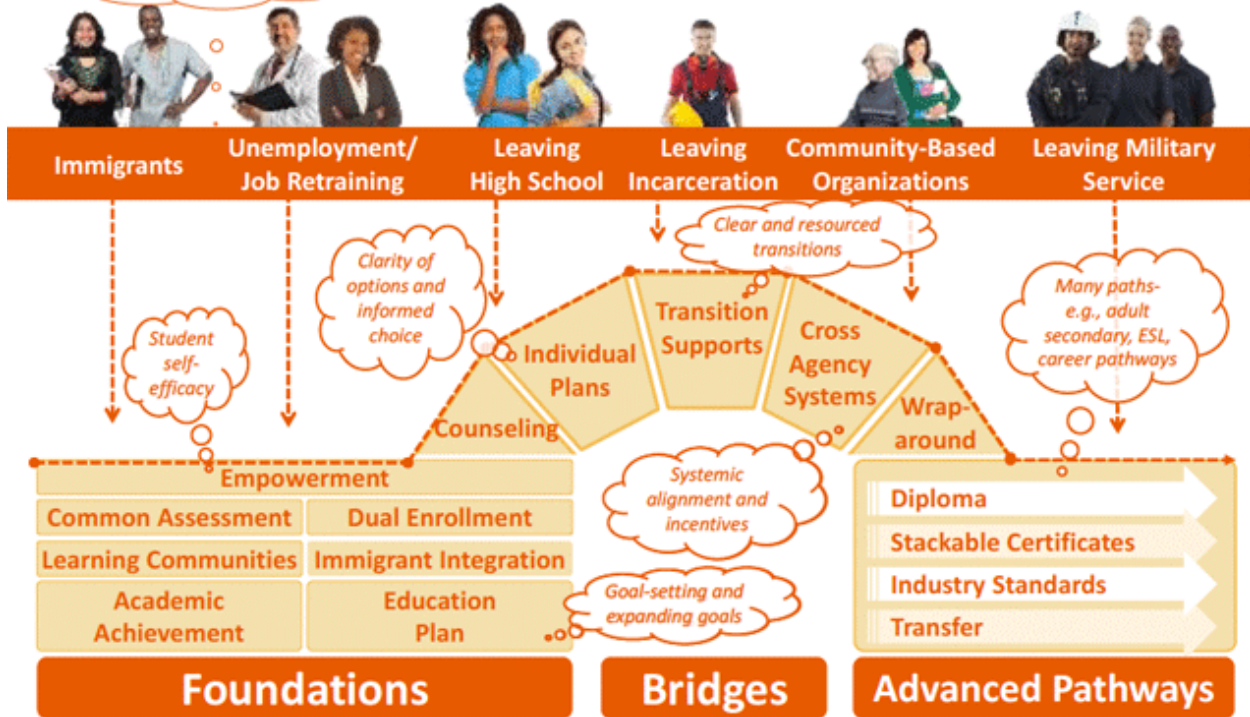 Immigrants
Unemployment/
Job Retraining
Leaving
High School
Leaving
Incarceration
Community-Based
Organizations
Leaving Military
Service
Clear and resourced
transitions
Clarity of
options and
informed
choice
Many paths-
e.g., adult
secondary, ESL,
career pathways
Student
self-
efficacy
Counseling
Individual
Plans
Transition
Supports
Cross
Agency
Systems
Wrap-
around
Systemic
alignment and
incentives
Goal-setting and
expanding goals
Empowerment
Common Assessment
Dual Enrollment
Learning Communities
Immigrant Integration
Academic
Achievement
Education
Plan
Diploma
Stackable Certificates
Industry Standards
Transfer
Foundations
Bridges
Advanced Pathways